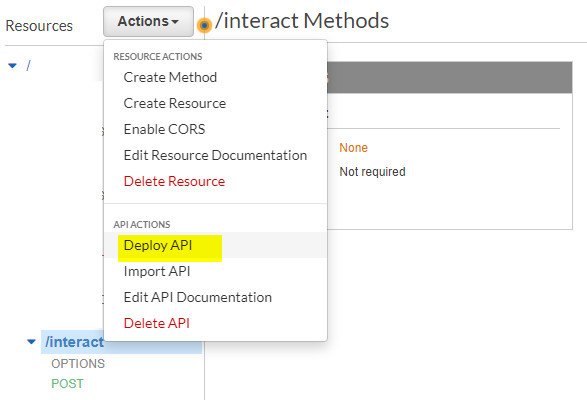 Resources
Actions
/interact Methods
RESOURCE ACTIONS
Create Method
Create Resource
Enable CORS
Edit Resource Documentation
Delete Resource
API ACTIONS
Deploy API
Import API
Edit API Documentation
Delete API
/
None
Not required
/interact
OPTIONS
POST